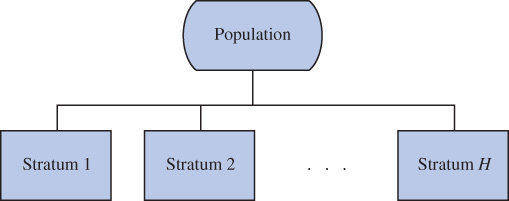 Population
Stratum 1
Stratum 2
. . .
Stratum H